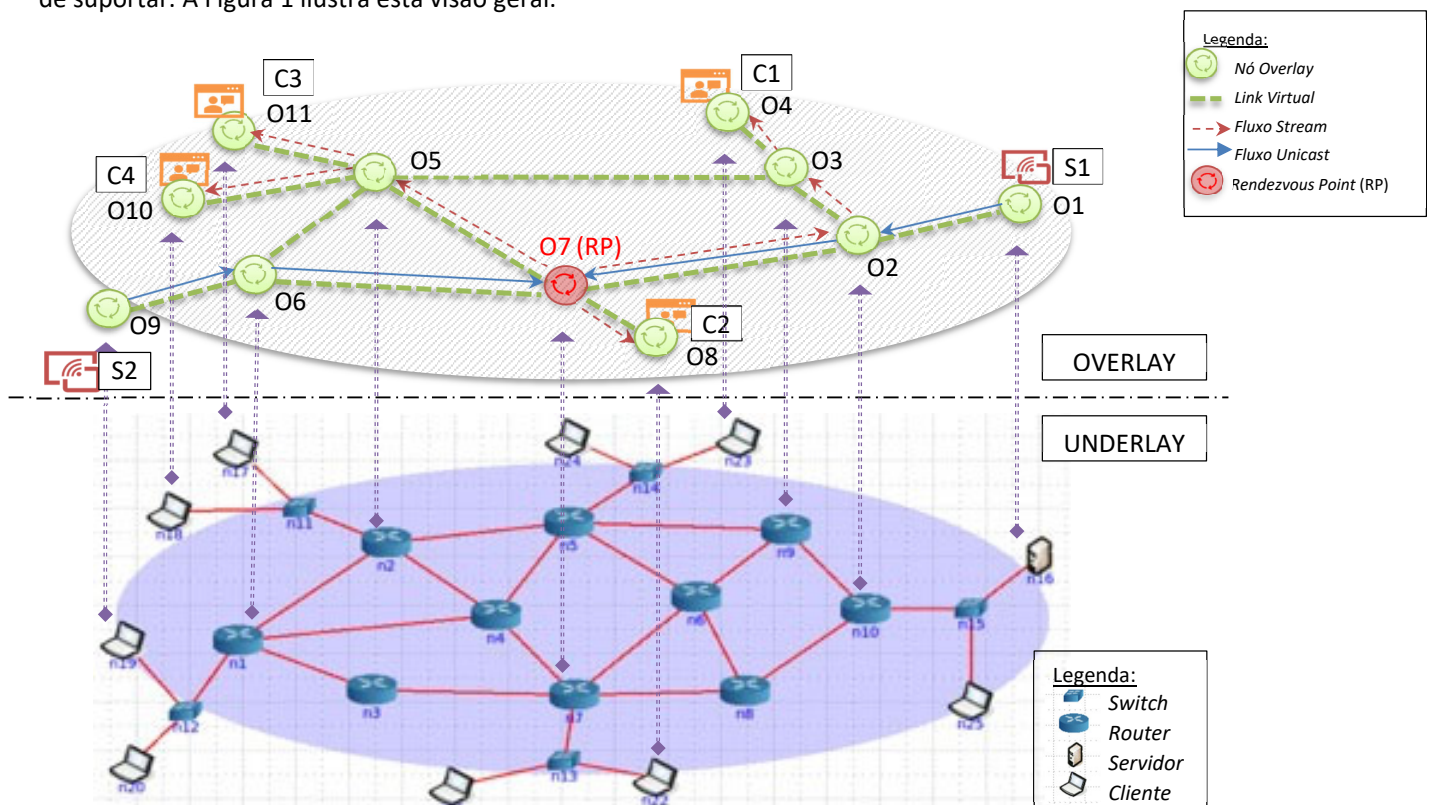 de suportar. A Figura 1 ilustra esta visão geral.
Legenda:
Nó Overlay
Link Virtual
Fluxo Stream
Fluxo Unicast
Rendezvous Point (RP)
C3
O11
C1
O4
C4
O10
O5
O3
S1
O1
O7 (RP)
O2
O6
O9
C2
O8
S2
OVERLAY
UNDERLAY
n17
n24
n23
n14
n18
n11
n2
n5
n9
n16
n4
n6
n10
n15
n19
n1
n3
n7
n8
n25
n12
n13
n20
n22
Legenda:
Switch
Router
Servidor
Cliente